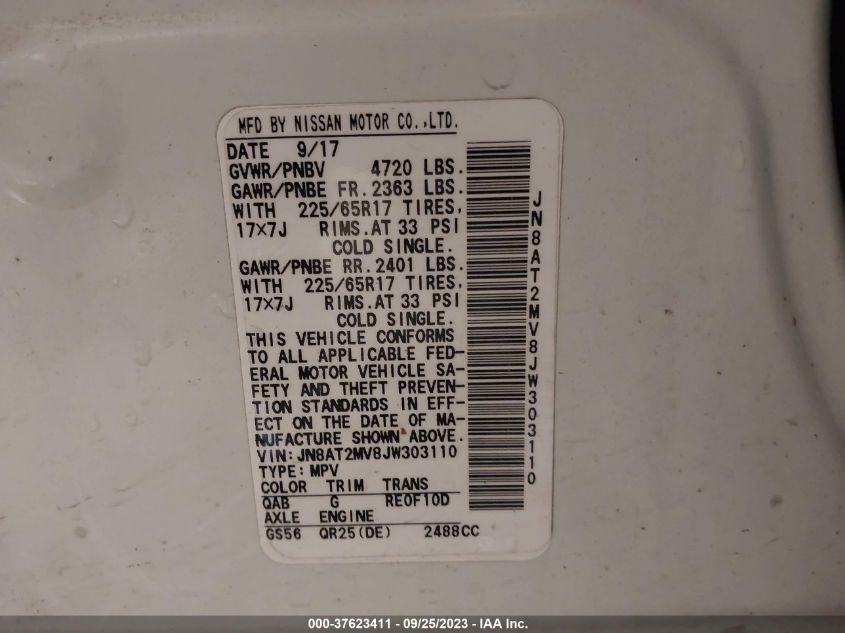 MFD BY NISSAN MOTOR CO.,LTD.
DATE 9/17
GVWR/PNBV 4720 LBS.
GAWR/PNBE FR.2363 LBS.
WITH 225/65R17 TIRES,
17×7J RIMS.AT 33 PSI
COLD SINGLE.
GAWR/PNBE RR.2401 LBS.
WITH 225/65R17 TIRES,
17×7J RIMS.AT 33 PSI
COLD SINGLE.
THIS VEHICLE CONFORMS
TO ALL APPLICABLE FED-
ERAL MOTOR VEHICLE SA-
FETY AND THEFT PREVEN-
TION STANDARDS IN EFF-
ECT ON THE DATE OF MA-
NUFACTURE SHOWN ABOVE.
VIN:JN8AT2MV8JW303110
TYPE:MPV
COLOR TRIM TRANS
QAB G RE0F10D
AXLE ENGINE
GS56 QR25(DE) 2488CC
JN8AT2MV8JW303110
000-37623411 - 09/25/2023 - IAA Inc.